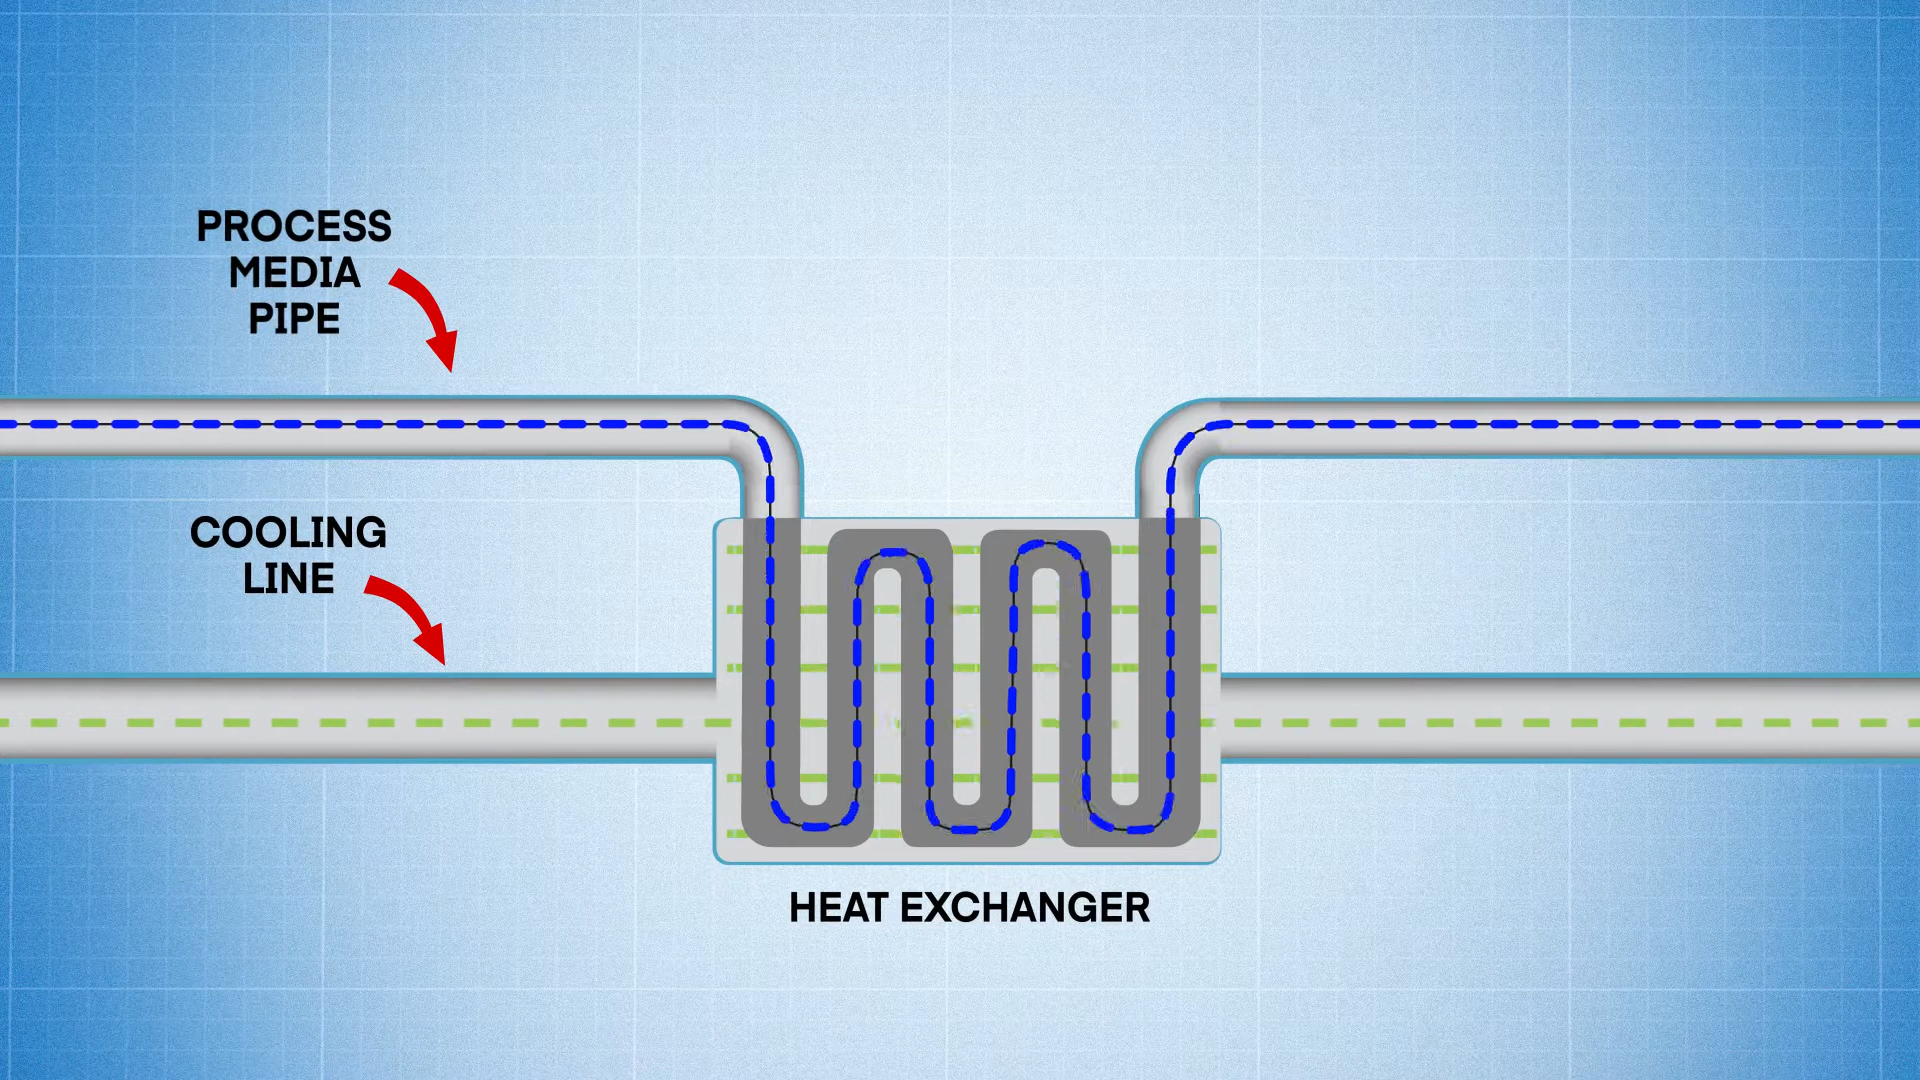 PROCESS
MEDIA
PIPE
COOLING
LINE
HEAT EXCHANGER